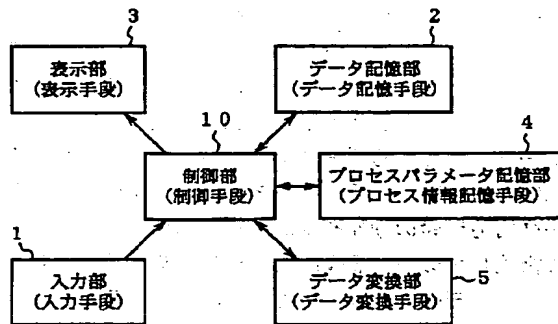 3
表示部
(表示手段)
2
データ記憶部
(データ記憶手段)
10
制御部
(制御手段)
4
プロセスパラメータ記憶部
(プロセス情報記憶手段)
1
入力部
(入力手段)
データ変換部
(データ変換手段)
5